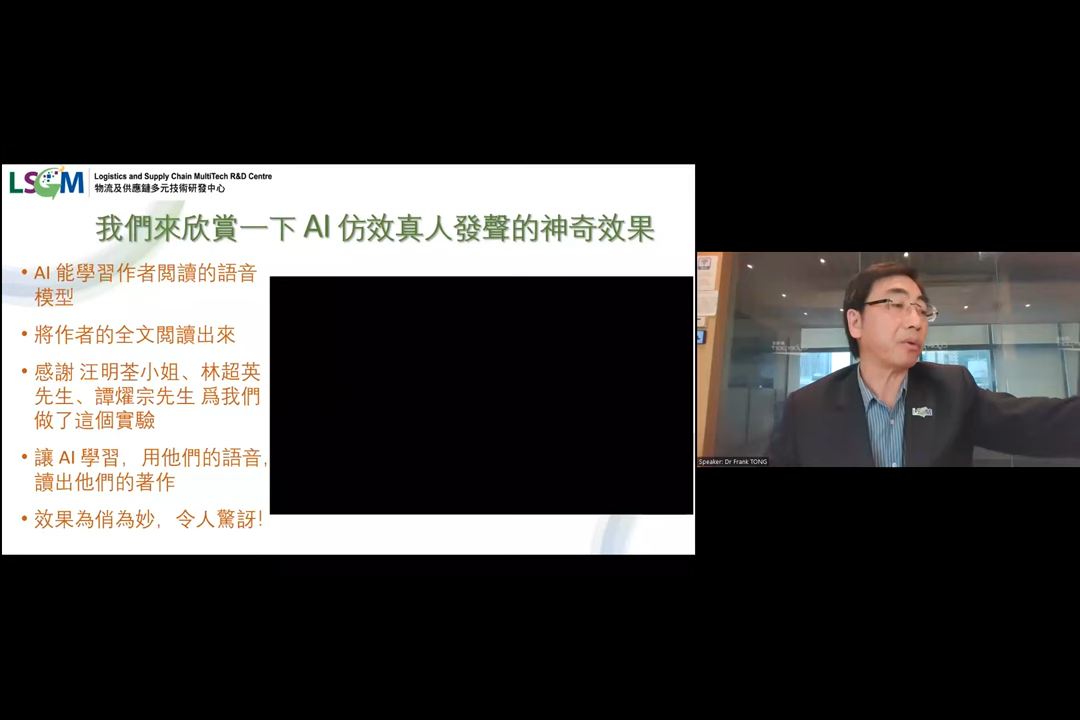 LSCM
Logistics and Supply Chain MultiTech R&D Centre
物流及供應鏈多元技術研發中心
我們來欣賞一下 AI 仿效真人發聲的神奇效果
• AI 能學習作者閱讀的語音
模型
• 將作者的全文閱讀出來
• 感謝 汪明荃小姐、林超英
先生、譚燿宗先生 爲我們
做了這個實驗
• 讓 AI 學習，用他們的語音，
讀出他們的著作
• 效果為俏為妙，令人驚訝!
LSCM
Speaker: Dr Frank TONG